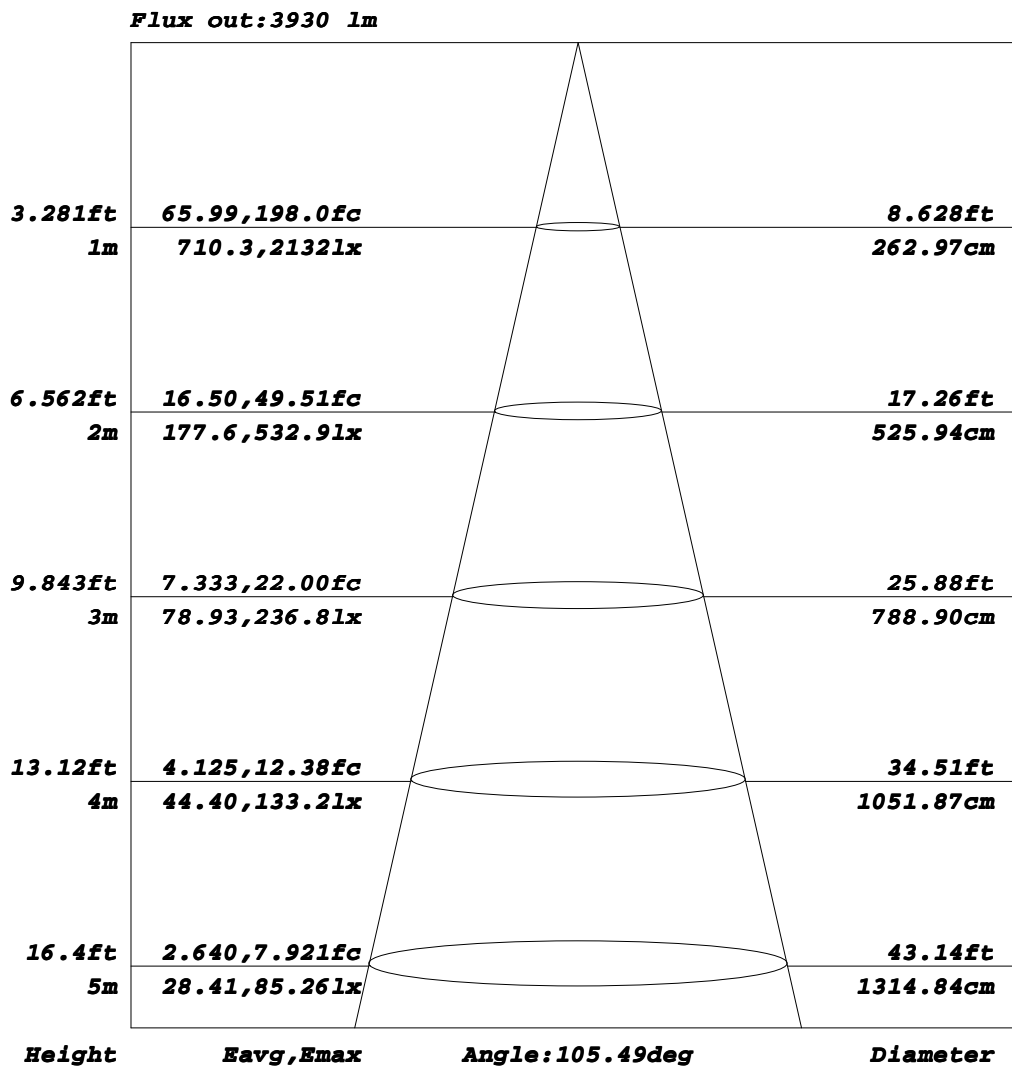 Flux out:3930 lm
3.281ft 65.99,198.0fc 8.628ft
1m 710.3,2132lx 262.97cm
6.562ft 16.50,49.51fc 17.26ft
2m 177.6,532.9lx 525.94cm
9.843ft 7.333,22.00fc 25.88ft
3m 78.93,236.8lx 788.90cm
13.12ft 4.125,12.38fc 34.51ft
4m 44.40,133.2lx 1051.87cm
16.4ft 2.640,7.921fc 43.14ft
5m 28.41,85.26lx 1314.84cm
Height Eavg,Emax Angle:105.49deg Diameter